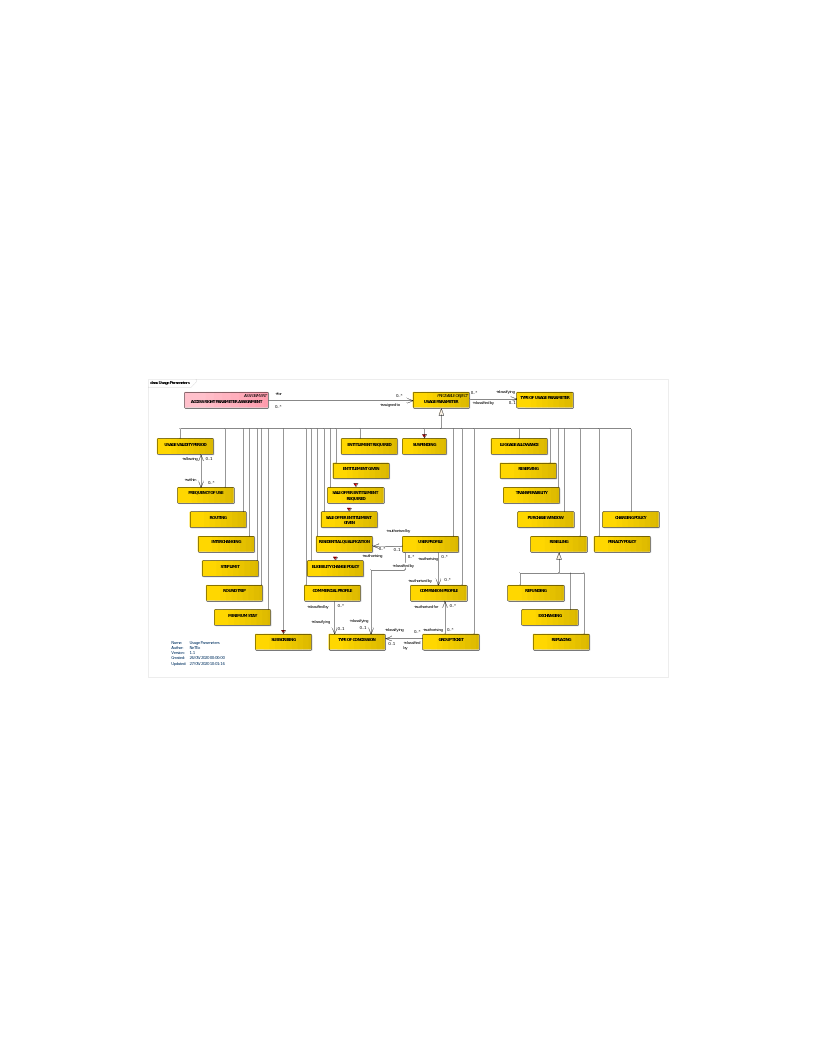 class Usage Parameters
ASSIGNMENT
ACCESS RIGHT PARAMETER ASSIGNMENT
+for
0..*
0..*
+assigned to
PRICEABLE OBJECT
USAGE PARAMETER
0..*
+classified by
+classifying
0..1
TYPE OF USAGE PARAMETER
USAGE VALIDITY PERIOD
ENTITLEMENT REQUIRED
SUSPENDING
LUGGAGE ALLOWANCE
+allowing
0..1
ENTITLEMENT GIVEN
RESERVING
+within
0..*
FREQUENCY OF USE
SALE OFFER ENTITLEMENT
REQUIRED
TRANSFERABILITY
ROUTING
SALE OFFER ENTITLEMENT
GIVEN
PURCHASE WINDOW
CHARGING POLICY
+authorised by
INTERCHANGING
RESIDENTIAL QUALIFICATION
0..*
0..1
+authorising
USER PROFILE
RESELLING
PENALTY POLICY
0..*
+authorising
0..*
+classified by
STEP LIMIT
ELIGIBILITY CHANGE POLICY
+authorised by
0..*
ROUND TRIP
COMMERCIAL PROFILE
COMPANION PROFILE
REFUNDING
+classified by
0..*
+authorised for
0..*
MINIMUM STAY
EXCHANGING
+classifying
0..1
+classifying
0..1
+classifying
0..*
+authorising
0..*
SUBSCRIBING
TYPE OF CONCESSION
0..1
+classified
by
GROUP TICKET
REPLACING
Name: Usage Parameters
Author: NeTEx
Version: 1.1
Created: 26/05/2020 00:00:00
Updated: 27/05/2020 10:01:16